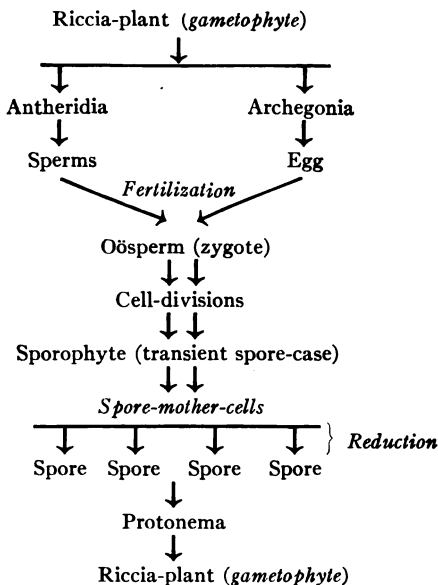 Riccia-plant (gametophyte)
Antheridia Archegonia
Sperms Egg
Fertilization
Oösperm (zygote)
Cell-divisions
Sporophyte (transient spore-case)
Spore-mother-cells
Reduction
Spore Spore Spore Spore
Protonema
Riccia-plant (gametophyte)